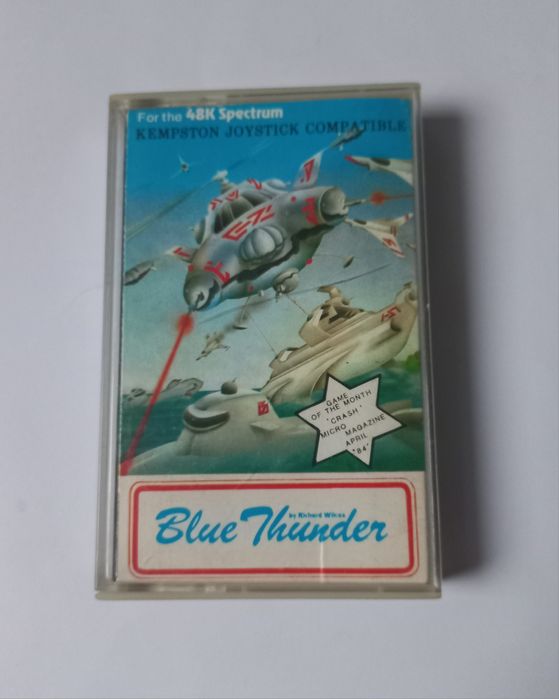 For the 48K Spectrum
KEMPSTON JOYSTICK COMPATIBLE
GAME
OF THE MONTH
'CRASH'
MICRO MAGAZINE
APRIL
'84'
by Richard Wilcox
Blue Thunder